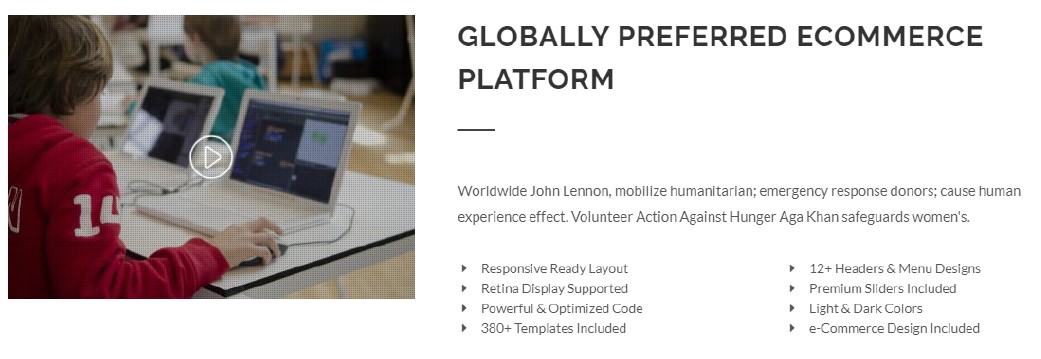 GLOBALLY PREFERRED ECOMMERCE
PLATFORM
Worldwide John Lennon, mobilize humanitarian; emergency response donors; cause human
experience effect. Volunteer Action Against Hunger Aga Khan safeguards women's.
Responsive Ready Layout
Retina Display Supported
Powerful & Optimized Code
380+ Templates Included
12+ Headers & Menu Designs
Premium Sliders Included
Light & Dark Colors
e-Commerce Design Included
14